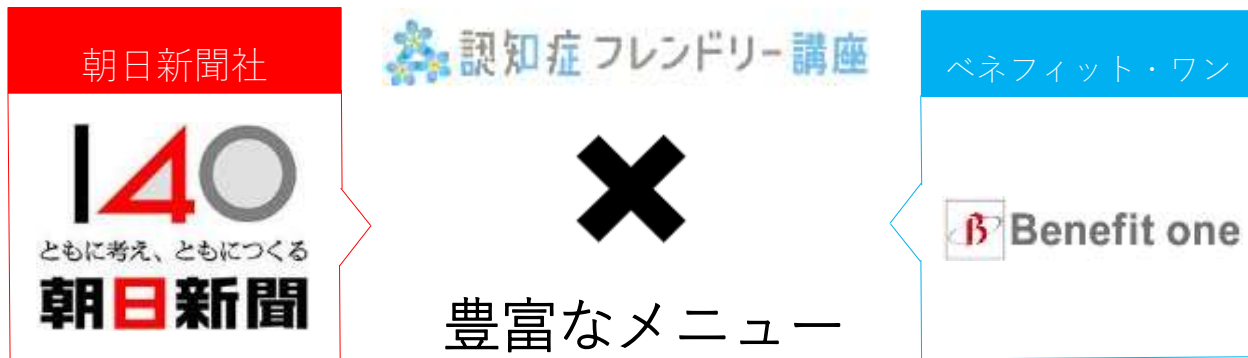 朝日新聞社
140
ともに考え、ともにつくる
朝日新聞
認知症フレンドリー講座
豊富なメニュー
ベネフィット・ワン
β Benefit one